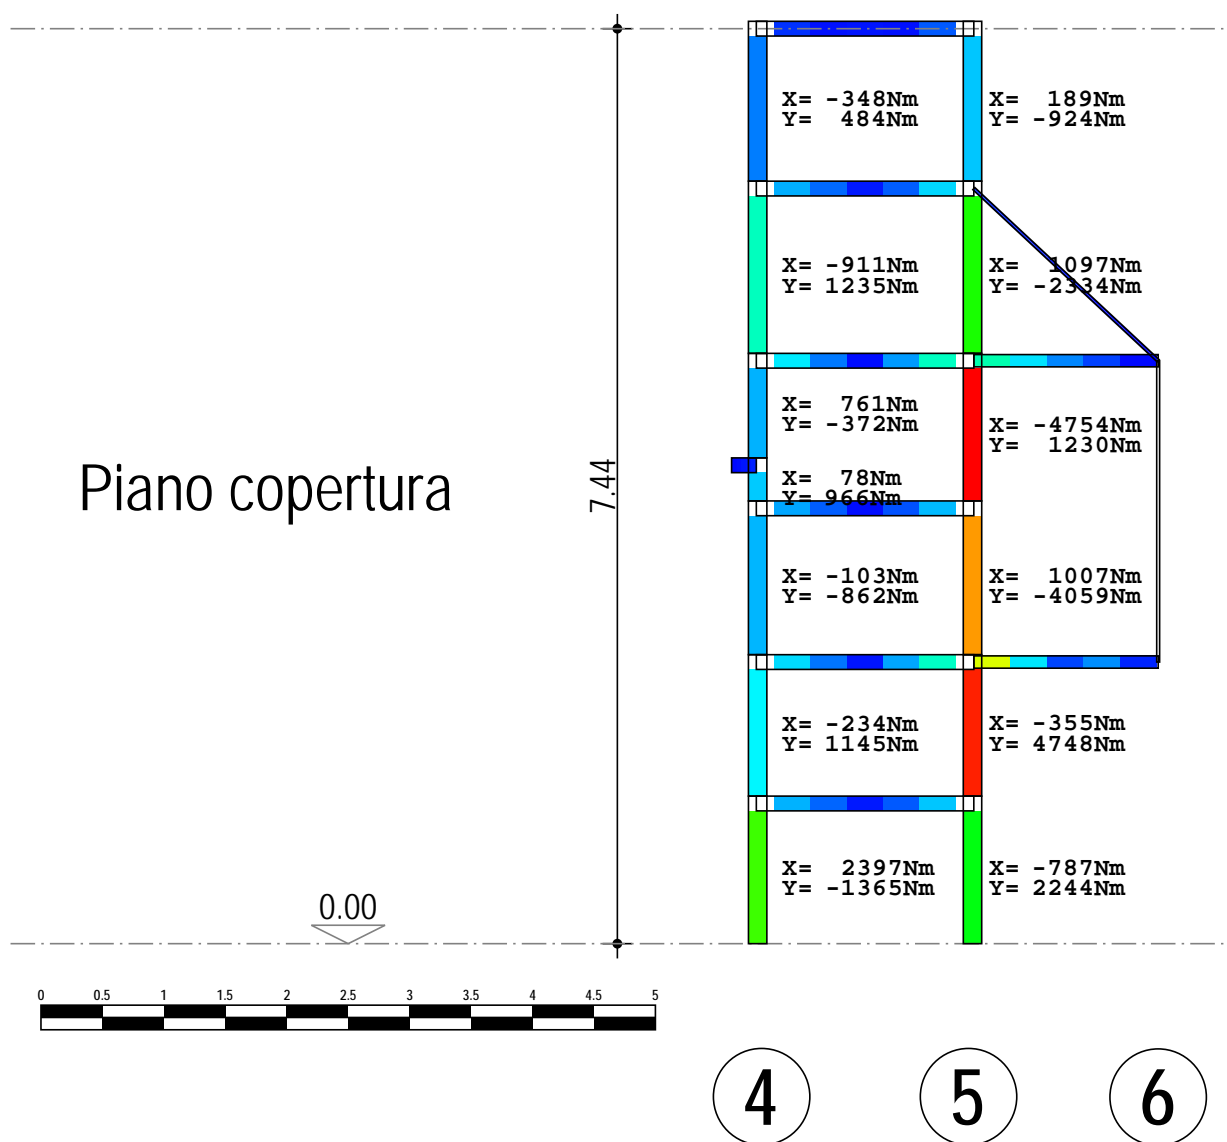 X= -348Nm
Y= 484Nm
X= 189Nm
Y= -924Nm
X= -911Nm
Y= 1235Nm
X= 1097Nm
Y= -2334Nm
X= 761Nm
Y= -372Nm
X= -4754Nm
Y= 1230Nm
Piano copertura
7.44
X= 78Nm
Y= 966Nm
X= -103Nm
Y= -862Nm
X= 1007Nm
Y= -4059Nm
X= -234Nm
Y= 1145Nm
X= -355Nm
Y= 4748Nm
X= 2397Nm
Y= -1365Nm
X= -787Nm
Y= 2244Nm
0.00
0 0.5 1 1.5 2 2.5 3 3.5 4 4.5 5
4 5 6